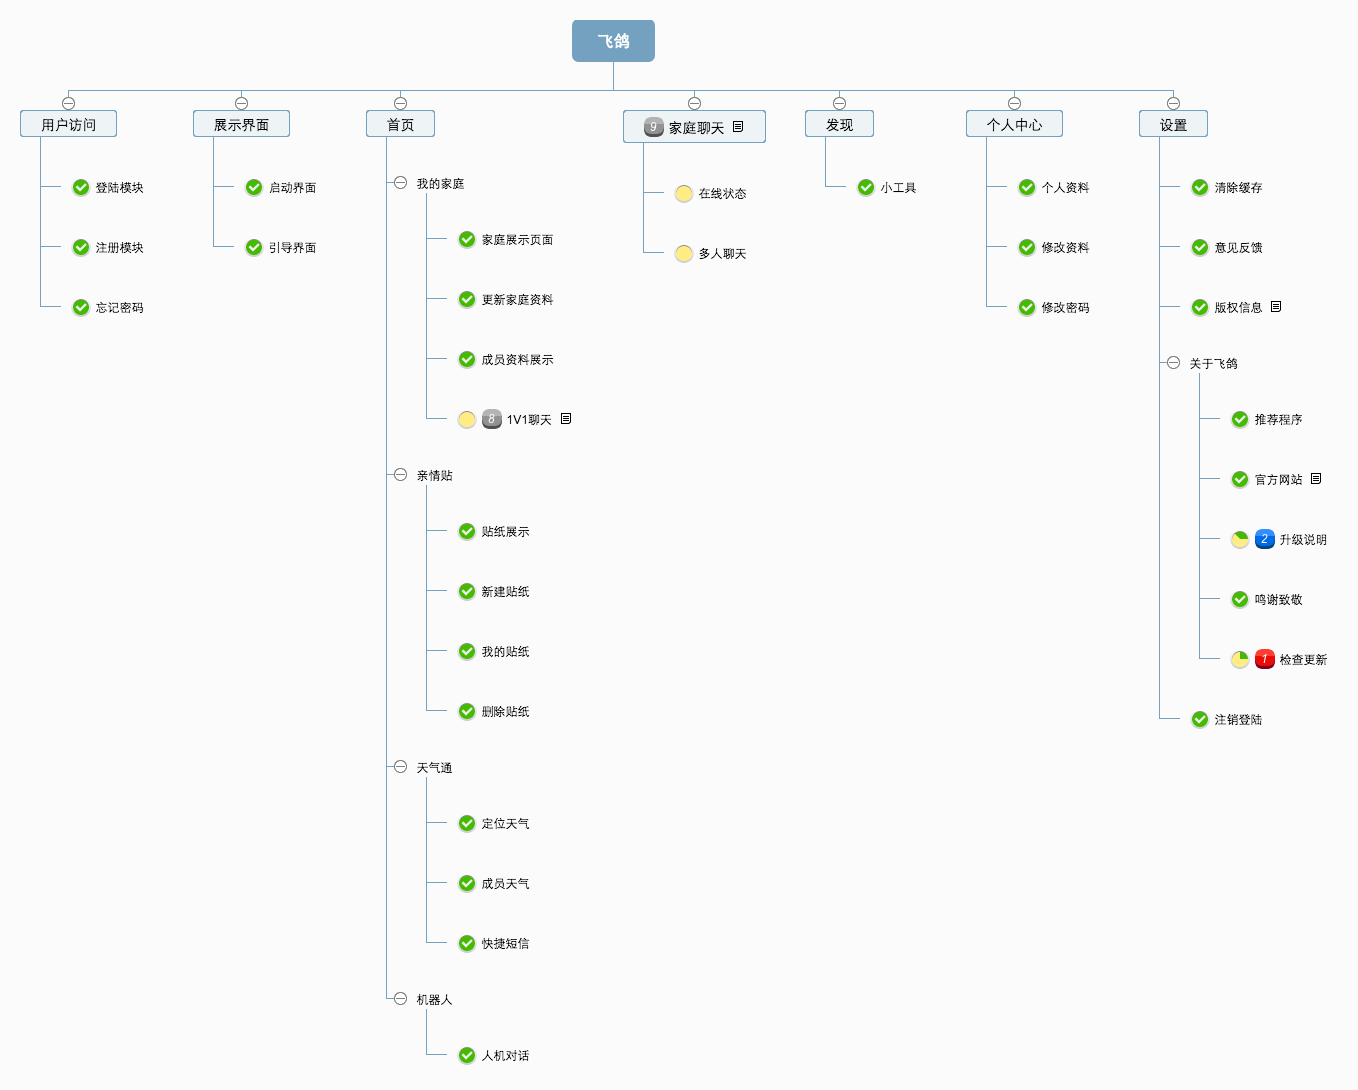 飞鸽
用户访问
登陆模块
注册模块
忘记密码
展示界面
启动界面
引导界面
首页
我的家庭
家庭展示页面
更新家庭资料
成员资料展示
8 1V1聊天
亲情贴
贴纸展示
新建贴纸
我的贴纸
删除贴纸
天气通
定位天气
成员天气
快捷短信
机器人
人机对话
9 家庭聊天
在线状态
多人聊天
发现
小工具
个人中心
个人资料
修改资料
修改密码
设置
清除缓存
意见反馈
版权信息
关于飞鸽
推荐程序
官方网站
2 升级说明
鸣谢致敬
1 检查更新
注销登陆